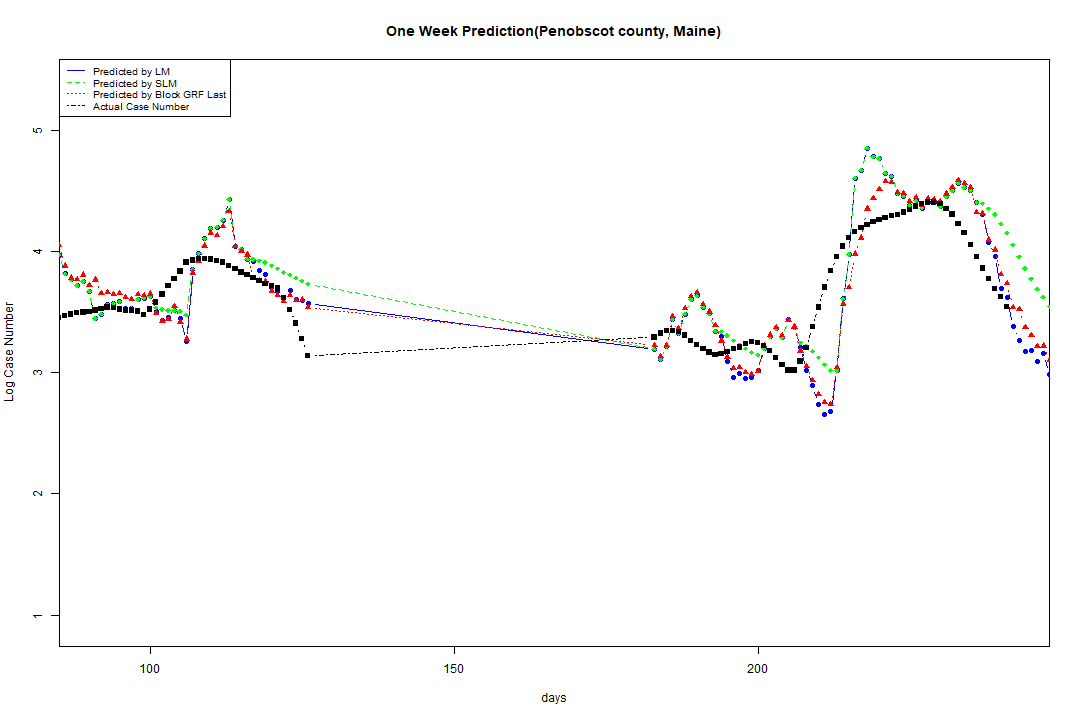 One Week Prediction(Penobscot county, Maine)
Predicted by LM
Predicted by SLM
Predicted by Block GRF Last
Actual Case Number
Log Case Number
5
4
3
2
1
100 150 200
days